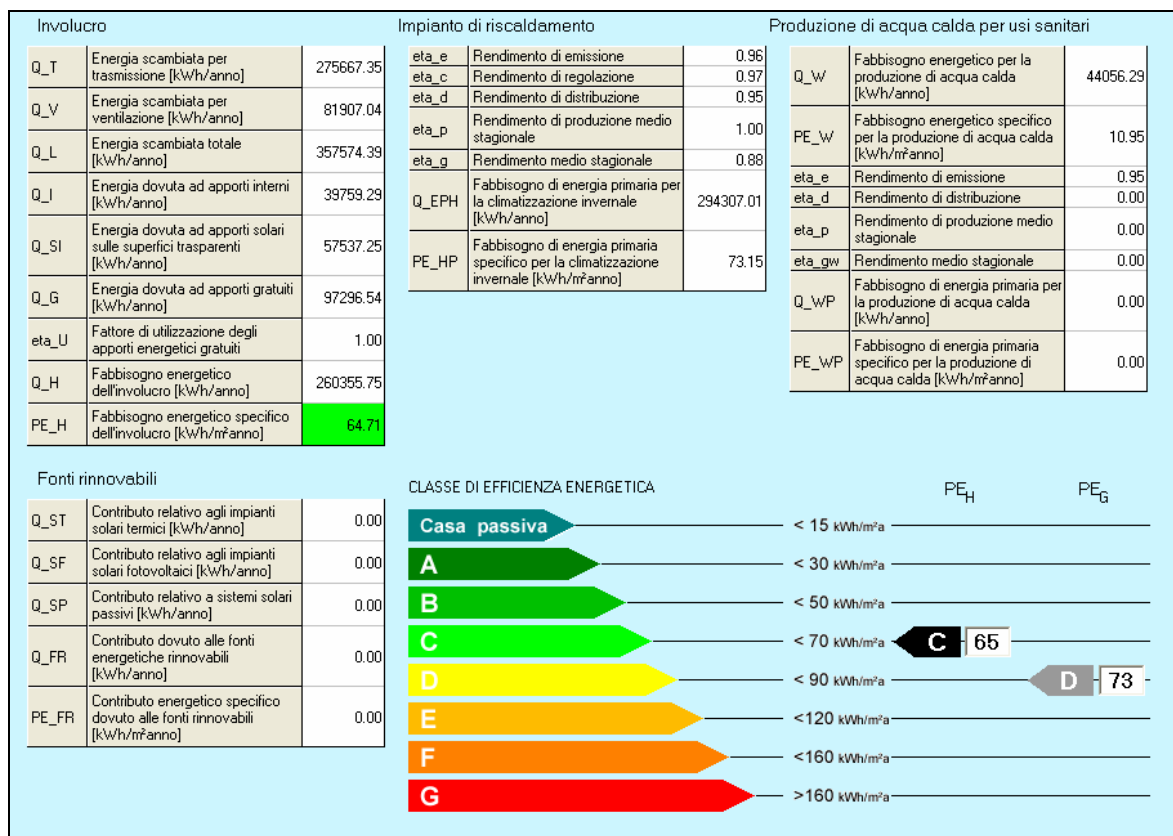 Involucro
Q_T Energia scambiata per
trasmissione [kWh/anno] 275667.35
Q_V Energia scambiata per
ventilazione [kWh/anno] 81907.04
Q_L Energia scambiata totale
[kWh/anno] 357574.39
Q_I Energia dovuta ad apporti interni
[kWh/anno] 39759.29
Q_SI Energia dovuta ad apporti solari
sulle superfici trasparenti
[kWh/anno] 57537.25
Q_G Energia dovuta ad apporti gratuiti
[kWh/anno] 97296.54
eta_U Fattore di utilizzazione degli
apporti energetici gratuiti 1.00
Q_H Fabbisogno energetico
dell'involucro [kWh/anno] 260355.75
PE_H Fabbisogno energetico specifico
dell'involucro [kWh/m²anno] 64.71
Impianto di riscaldamento
eta_e Rendimento di emissione 0.96
eta_c Rendimento di regolazione 0.97
eta_d Rendimento di distribuzione 0.95
eta_p Rendimento di produzione medio
stagionale 1.00
eta_g Rendimento medio stagionale 0.88
Q_EPH Fabbisogno di energia primaria per
la climatizzazione invernale
[kWh/anno] 294307.01
PE_HP Fabbisogno di energia primaria
specifico per la climatizzazione
invernale [kWh/m²anno] 73.15
Produzione di acqua calda per usi sanitari
Q_W Fabbisogno energetico per la
produzione di acqua calda
[kWh/anno] 44056.29
PE_W Fabbisogno energetico specifico
per la produzione di acqua calda
[kWh/m²anno] 10.95
eta_e Rendimento di emissione 0.95
eta_d Rendimento di distribuzione 0.00
eta_p Rendimento di produzione medio
stagionale 0.00
eta_gw Rendimento medio stagionale 0.00
Q_WP Fabbisogno di energia primaria per
la produzione di acqua calda
[kWh/anno] 0.00
PE_WP Fabbisogno di energia primaria
specifico per la produzione di
acqua calda [kWh/m²anno] 0.00
Fonti rinnovabili
Q_ST Contributo relativo agli impianti
solari termici [kWh/anno] 0.00
Q_SF Contributo relativo agli impianti
solari fotovoltaici [kWh/anno] 0.00
Q_SP Contributo relativo a sistemi solari
passivi [kWh/anno] 0.00
Q_FR Contributo dovuto alle fonti
energetiche rinnovabili
[kWh/anno] 0.00
PE_FR Contributo energetico specifico
dovuto alle fonti rinnovabili
[kWh/m²anno] 0.00
CLASSE DI EFFICIENZA ENERGETICA PE_H PE_G
Casa passiva < 15 kWh/m²a
A < 30 kWh/m²a
B < 50 kWh/m²a
C < 70 kWh/m²a C 65
D < 90 kWh/m²a D 73
E <120 kWh/m²a
F <160 kWh/m²a
G >160 kWh/m²a